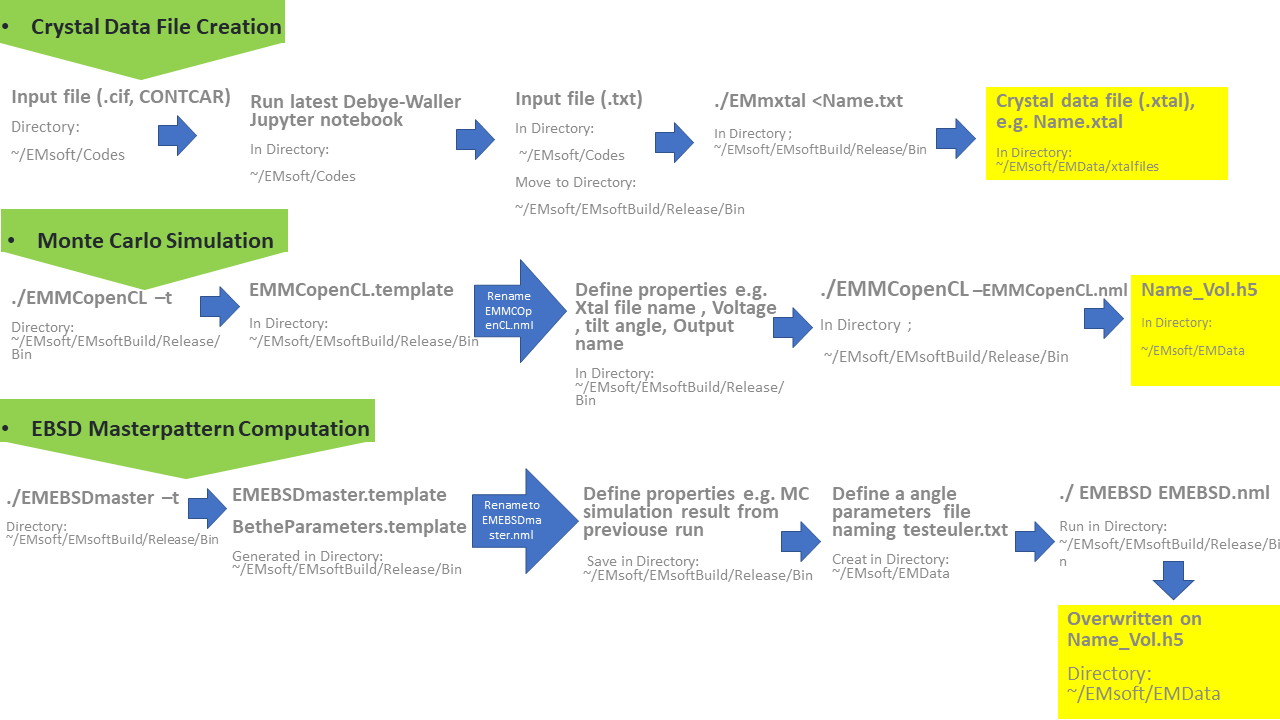 • Crystal Data File Creation
Input file (.cif, CONTCAR)
Directory:
~/EMsoft/Codes
Run latest Debye-Waller
Jupyter notebook
In Directory:
~/EMsoft/Codes
Input file (.txt)
In Directory:
~/EMsoft/Codes
Move to Directory:
~/EMsoft/EMsoftBuild/Release/Bin
./EMmxtal <Name.txt
In Directory ;
~/EMsoft/EMsoftBuild/Release/Bin
Crystal data file (.xtal),
e.g. Name.xtal
In Directory:
~/EMsoft/EMData/xtalfiles
• Monte Carlo Simulation
./EMMCopenCL –t
Directory:
~/EMsoft/EMsoftBuild/Release/
Bin
EMMCopenCL.template
In Directory:
~/EMsoft/EMsoftBuild/Release/Bin
Rename
EMMCOp
enCL.nml
Define properties e.g.
Xtal file name , Voltage
, tilt angle, Output
name
In Directory:
~/EMsoft/EMsoftBuild/Release/
Bin
./EMMCopenCL –EMMCopenCL.nml
In Directory ;
~/EMsoft/EMsoftBuild/Release/Bin
Name_Vol.h5
In Directory:
~/EMsoft/EMData
• EBSD Masterpattern Computation
./EMEBSDmaster –t
Directory:
~/EMsoft/EMsoftBuild/Release/Bin
EMEBSDmaster.template
BetheParameters.template
Generated in Directory:
~/EMsoft/EMsoftBuild/Release/Bin
Rename to
EMEBSDma
ster.nml
Define properties e.g. MC
simulation result from
previouse run
Save in Directory:
~/EMsoft/EMsoftBuild/Release/Bin
Define a angle
parameters file
naming testeuler.txt
Creat in Directory:
~/EMsoft/EMData
./ EMEBSD EMEBSD.nml
Run in Directory:
~/EMsoft/EMsoftBuild/Release/Bi
n
Overwritten on
Name_Vol.h5
Directory:
~/EMsoft/EMData